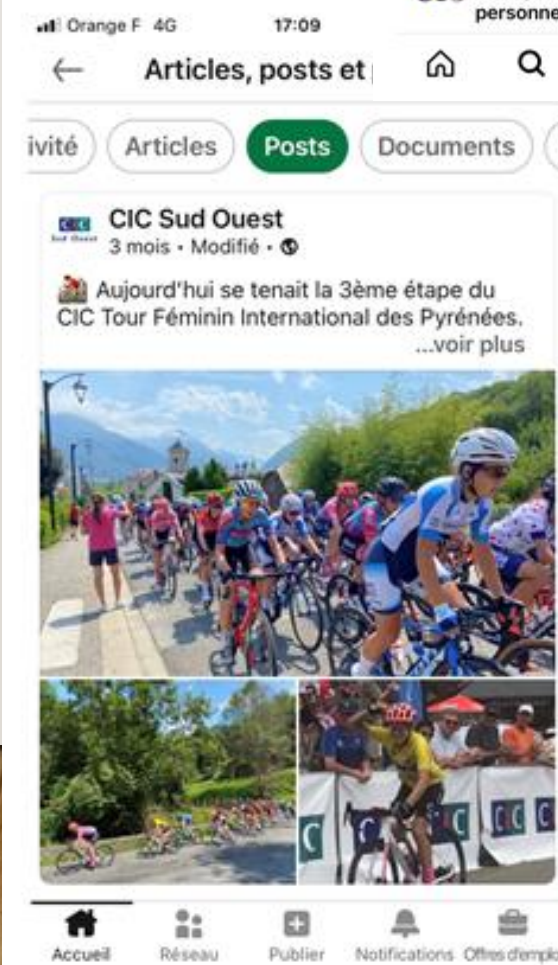 personne
Orange F 4G 17:09
Articles, posts et
ivité Articles Posts Documents
CIC Sud Ouest
CIC
Sud Ouest
3 mois • Modifié •
Aujourd'hui se tenait la 3ème étape du
CIC Tour Féminin International des Pyrénées.
...voir plus
C C CIC
Accueil Réseau Publier Notifications Offres d'emploi